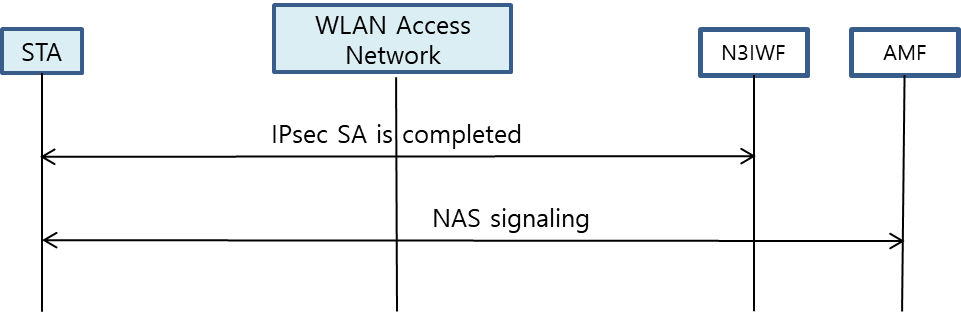 STA
WLAN Access
Network
N3IWF
AMF
IPsec SA is completed
NAS signaling